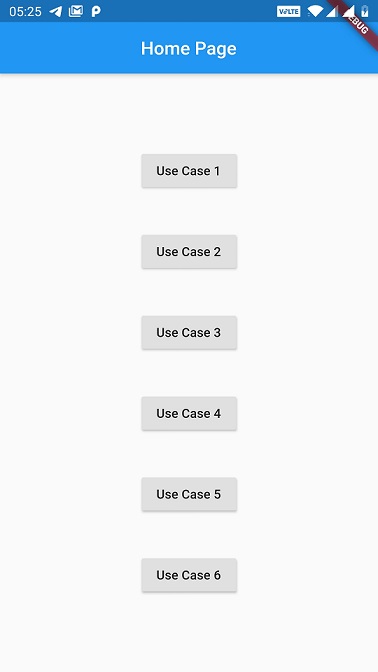 05:25 VoLTE
DEBUG
Home Page
Use Case 1
Use Case 2
Use Case 3
Use Case 4
Use Case 5
Use Case 6